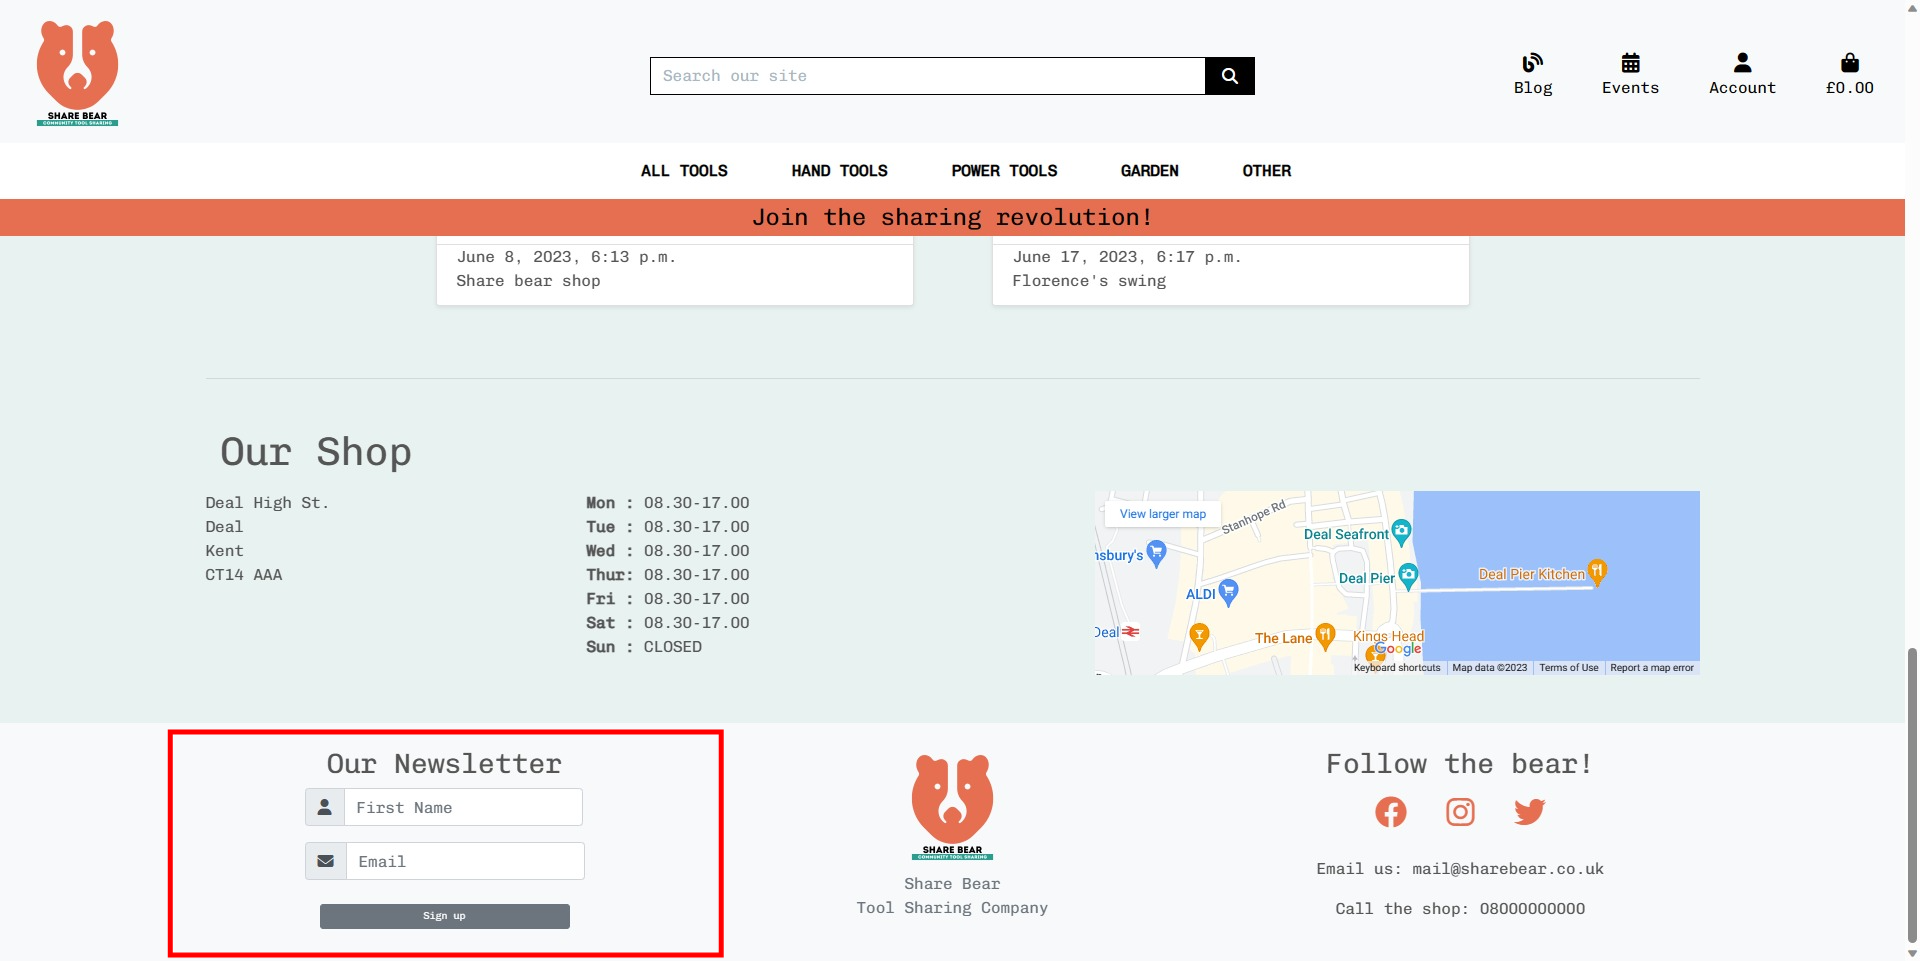 SHARE BEAR
COMMUNITY TOOL SHARING
Search our site
Blog
Events
Account
£0.00
ALL TOOLS
HAND TOOLS
POWER TOOLS
GARDEN
OTHER
Join the sharing revolution!
June 8, 2023, 6:13 p.m.
Share bear shop
June 17, 2023, 6:17 p.m.
Florence's swing
Our Shop
Deal High St.
Deal
Kent
CT14 AAA
Mon : 08.30-17.00
Tue : 08.30-17.00
Wed : 08.30-17.00
Thur: 08.30-17.00
Fri : 08.30-17.00
Sat : 08.30-17.00
Sun : CLOSED
View larger map
Stanhope Rd
Deal Seafront
nsbury's
Deal Pier
Deal Pier Kitchen
ALDI
Deal
The Lane
Kings Head
Google
Keyboard shortcuts
Map data ©2023
Terms of Use
Report a map error
Our Newsletter
First Name
Email
Sign up
SHARE BEAR
COMMUNITY TOOL SHARING
Share Bear
Tool Sharing Company
Follow the bear!
Email us: mail@sharebear.co.uk
Call the shop: 08000000000